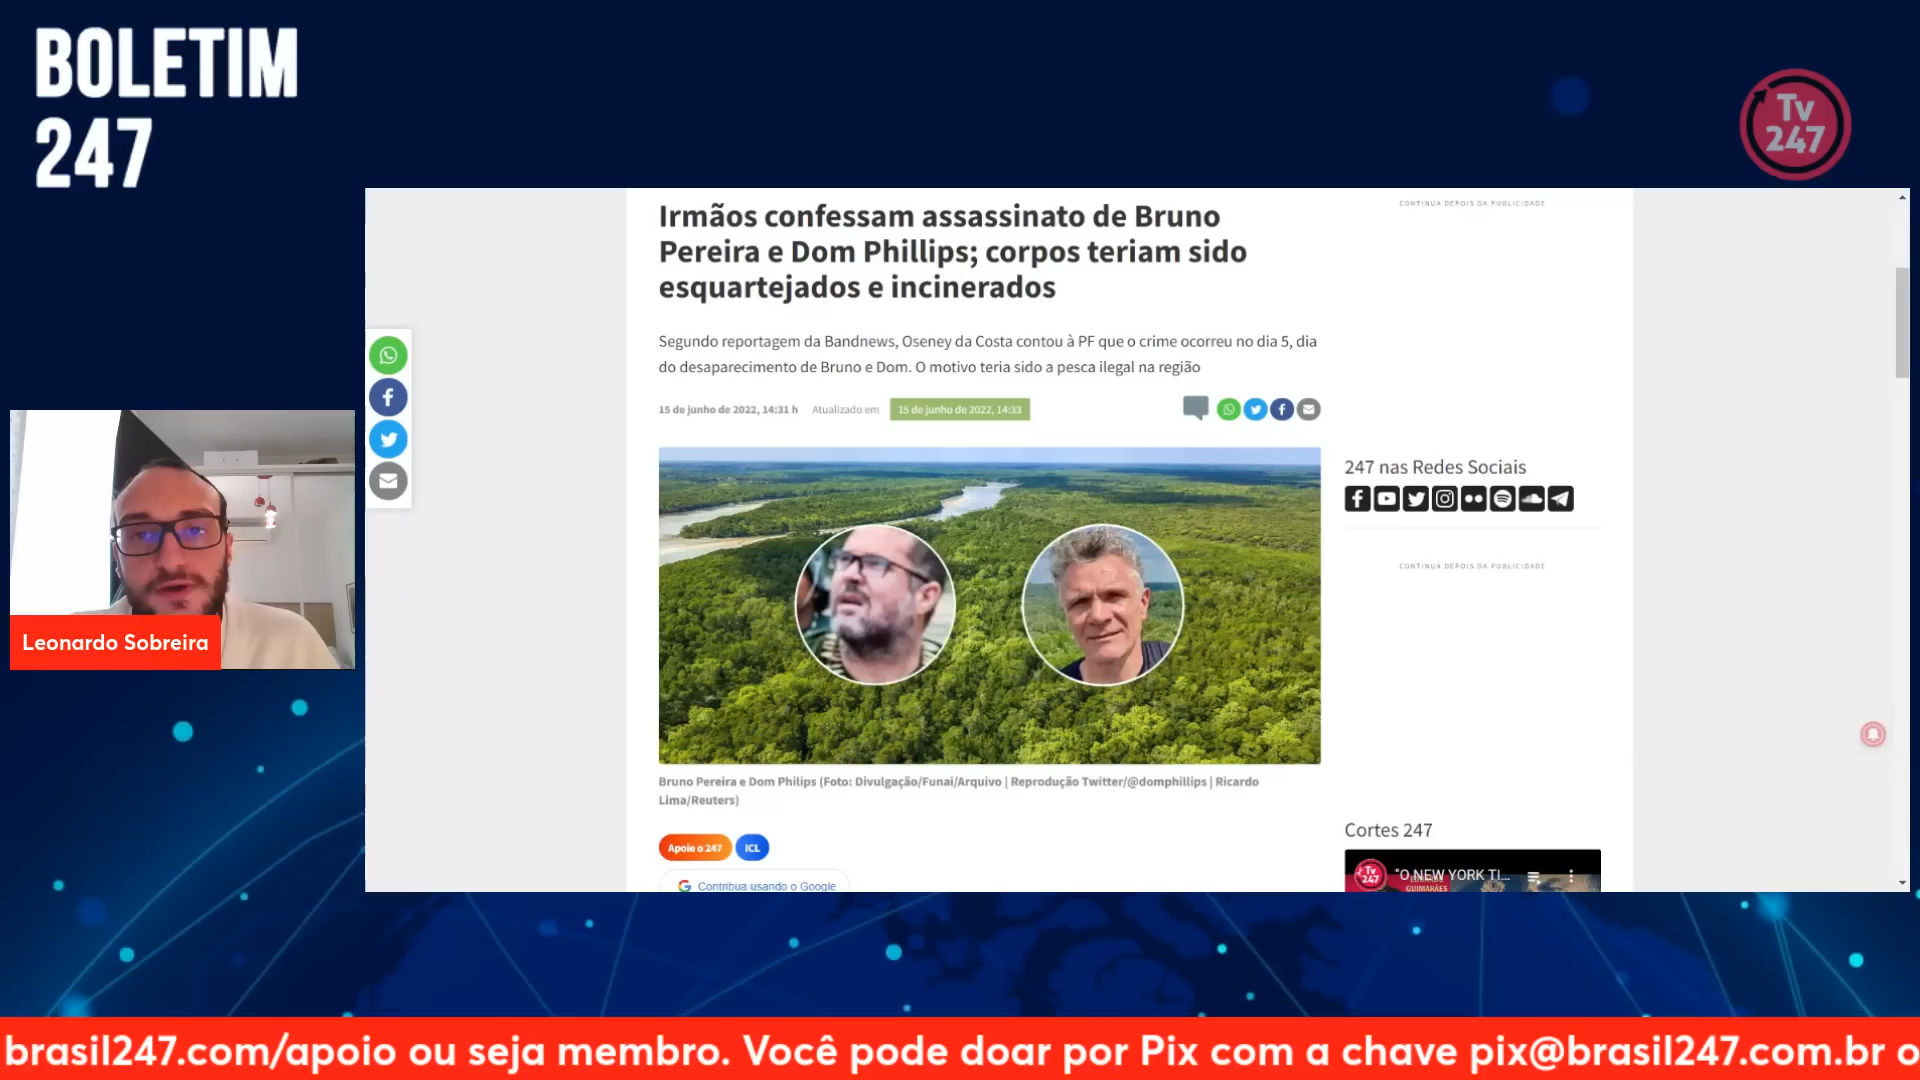 BOLETIM
247
Tv
247
CONTINUA DEPOIS DA PUBLICIDADE
Irmãos confessam assassinato de Bruno
Pereira e Dom Phillips; corpos teriam sido
esquartejados e incinerados
Segundo reportagem da Bandnews, Oseney da Costa contou à PF que o crime ocorreu no dia 5, dia
do desaparecimento de Bruno e Dom. O motivo teria sido a pesca ilegal na região
15 de junho de 2022, 14:31 h Atualizado em 15 de junho de 2022, 14:33
247 nas Redes Sociais
CONTINUA DEPOIS DA PUBLICIDADE
Leonardo Sobreira
Bruno Pereira e Dom Philips (Foto: Divulgação/Funai/Arquivo | Reprodução Twitter/@domphillips | Ricardo
Lima/Reuters)
Apoie o 247 ICL
Contribua usando o Google
Cortes 247
Tv
247
"O NEW YORK TI...
GUIMARÃES
brasil247.com/apoio ou seja membro. Você pode doar por Pix com a chave pix@brasil247.com.br o